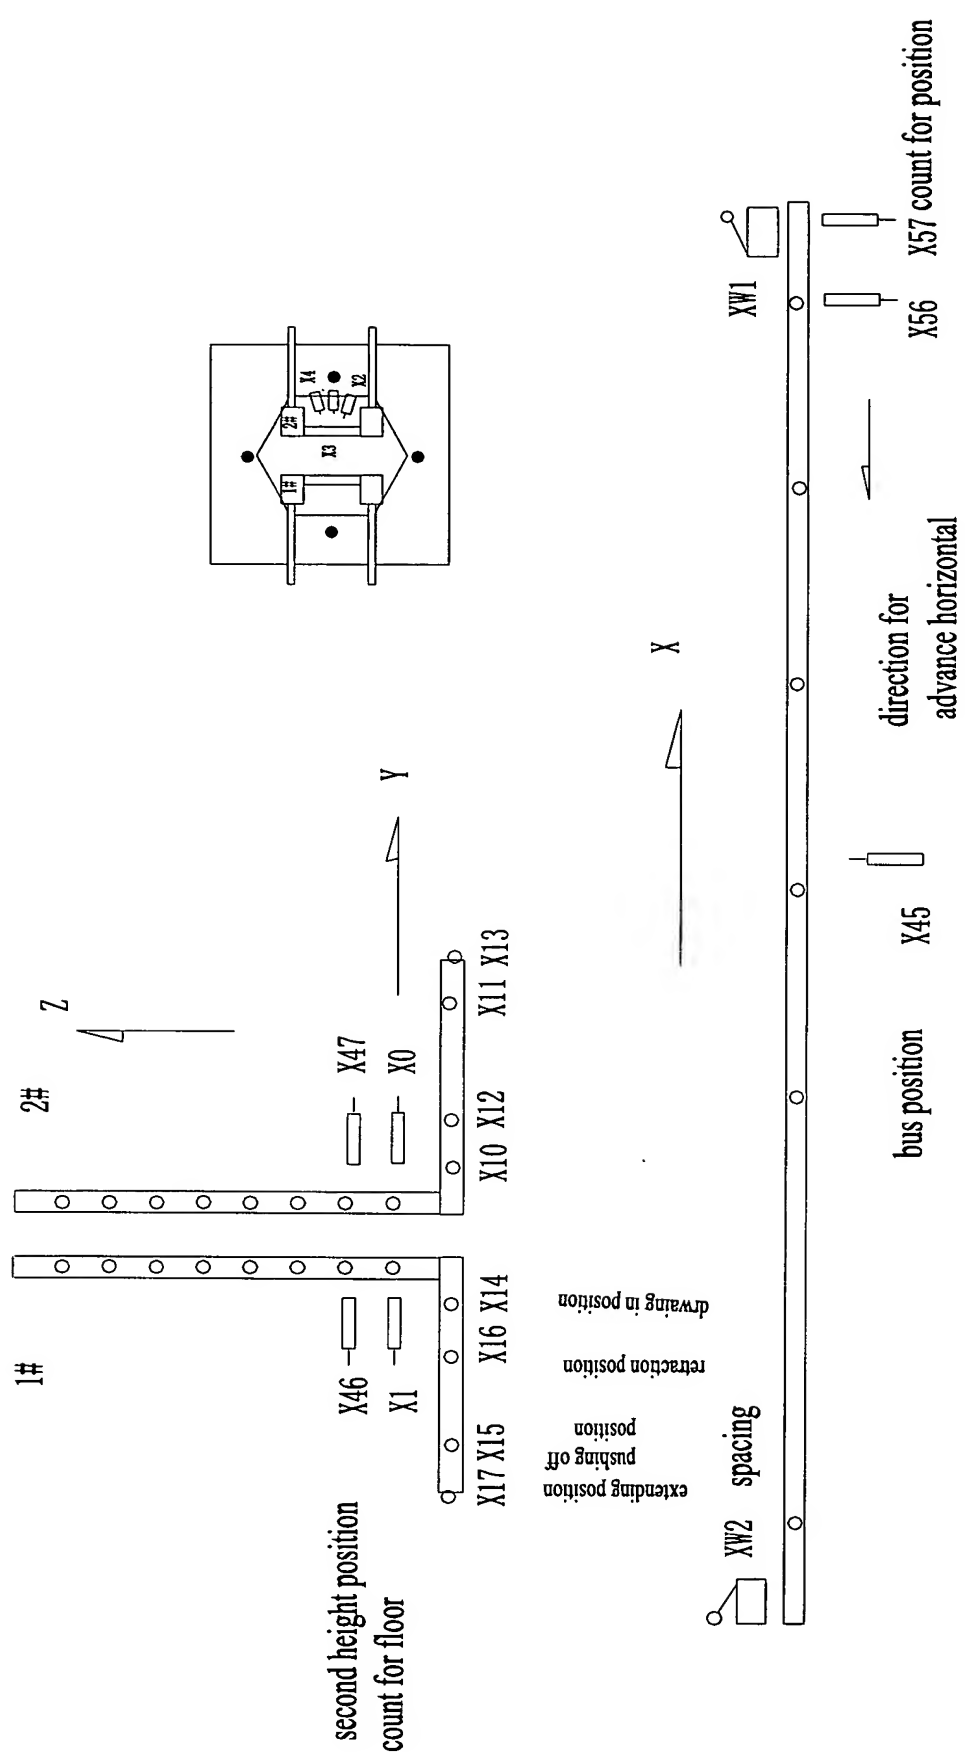 1#
2#
Z
second height position
count for floor
X46
X1
X47
X0
Y
1#
2#
X4
X3
X2
X17 X15
X16 X14
X10 X12
X11 X13
extending position
pushing off
position
retraction position
drwaing in position
X
XW2
spacing
XW1
bus position
X45
direction for
advance horizontal
X56
X57 count for position